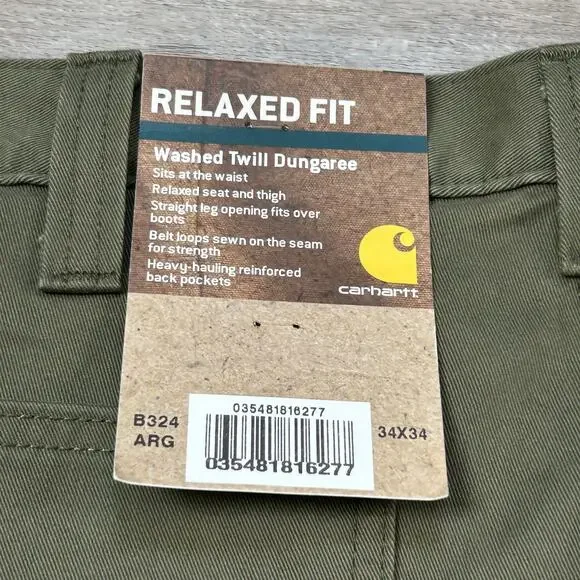 RELAXED FIT
Washed Twill Dungaree
Sits at the waist
Relaxed seat and thigh
Straight leg opening fits over
boots
Belt loops sewn on the seam
for strength
Heavy-hauling reinforced
back pockets
carhartt
B324
ARG
035481816277
035481816277
34X34